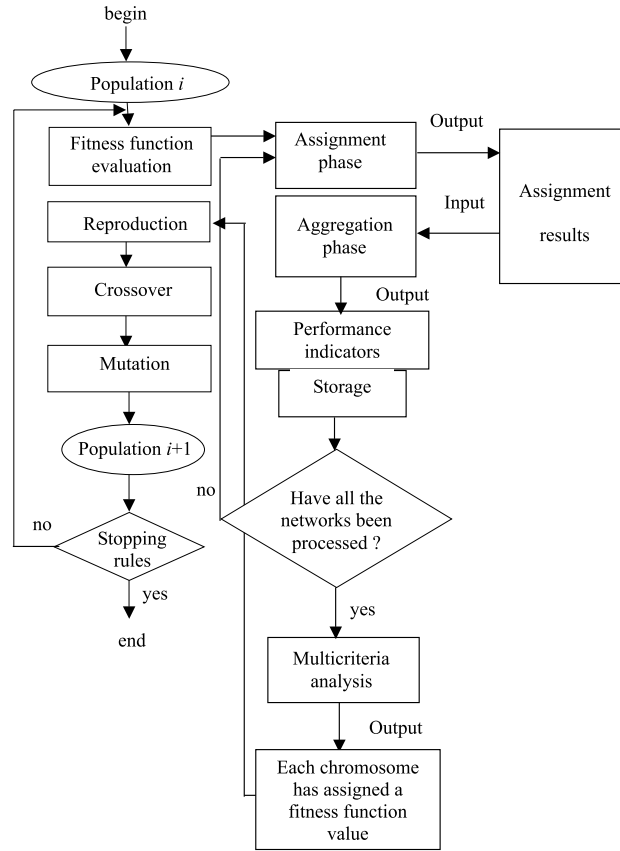 begin
Population i
Fitness function
evaluation
Reproduction
Crossover
Mutation
Population i+1
no
Stopping
rules
yes
end
Assignment
phase
Output
Assignment
results
Input
Aggregation
phase
Output
Performance
indicators
Storage
no
Have all the
networks been
processed ?
yes
Multicriteria
analysis
Output
Each chromosome
has assigned a
fitness function
value